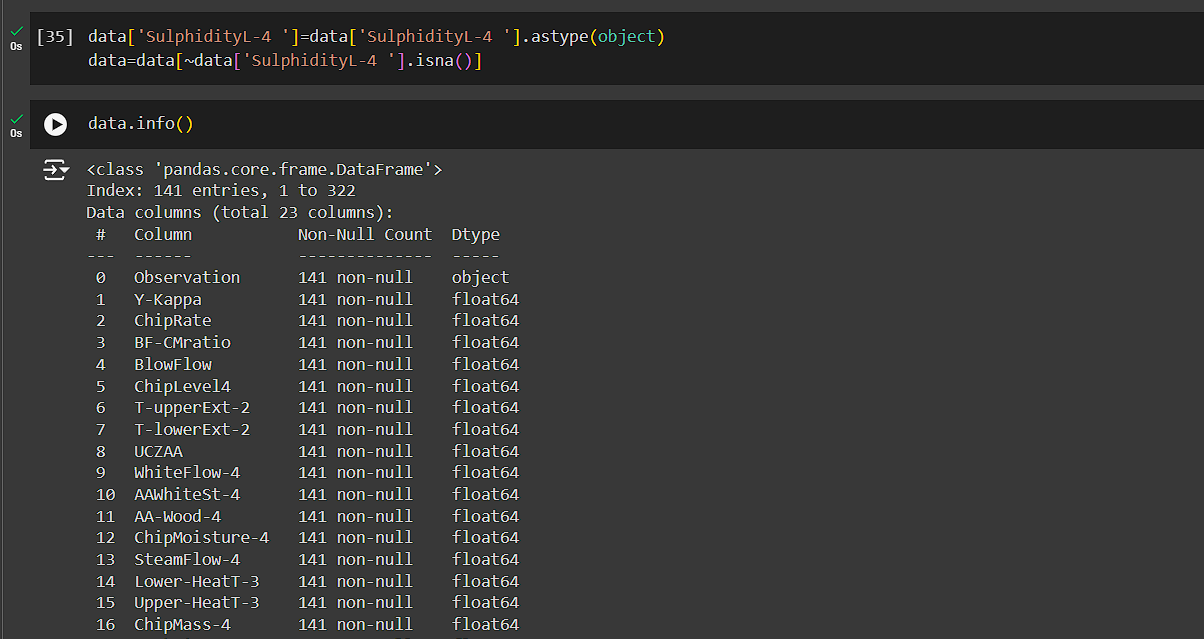 [35] data['SulphidityL-4 ']=data['SulphidityL-4 '].astype(object)
0s data=data[~data['SulphidityL-4 '].isna()]
data.info()
0s
<class 'pandas.core.frame.DataFrame'>
Index: 141 entries, 1 to 322
Data columns (total 23 columns):
 #   Column           Non-Null Count  Dtype
---  ------           --------------  -----
 0   Observation      141 non-null    object
 1   Y-Kappa          141 non-null    float64
 2   ChipRate         141 non-null    float64
 3   BF-CMratio       141 non-null    float64
 4   BlowFlow         141 non-null    float64
 5   ChipLevel4       141 non-null    float64
 6   T-upperExt-2     141 non-null    float64
 7   T-lowerExt-2     141 non-null    float64
 8   UCZAA            141 non-null    float64
 9   WhiteFlow-4      141 non-null    float64
 10  AAWhiteSt-4      141 non-null    float64
 11  AA-Wood-4        141 non-null    float64
 12  ChipMoisture-4   141 non-null    float64
 13  SteamFlow-4      141 non-null    float64
 14  Lower-HeatT-3    141 non-null    float64
 15  Upper-HeatT-3    141 non-null    float64
 16  ChipMass-4       141 non-null    float64